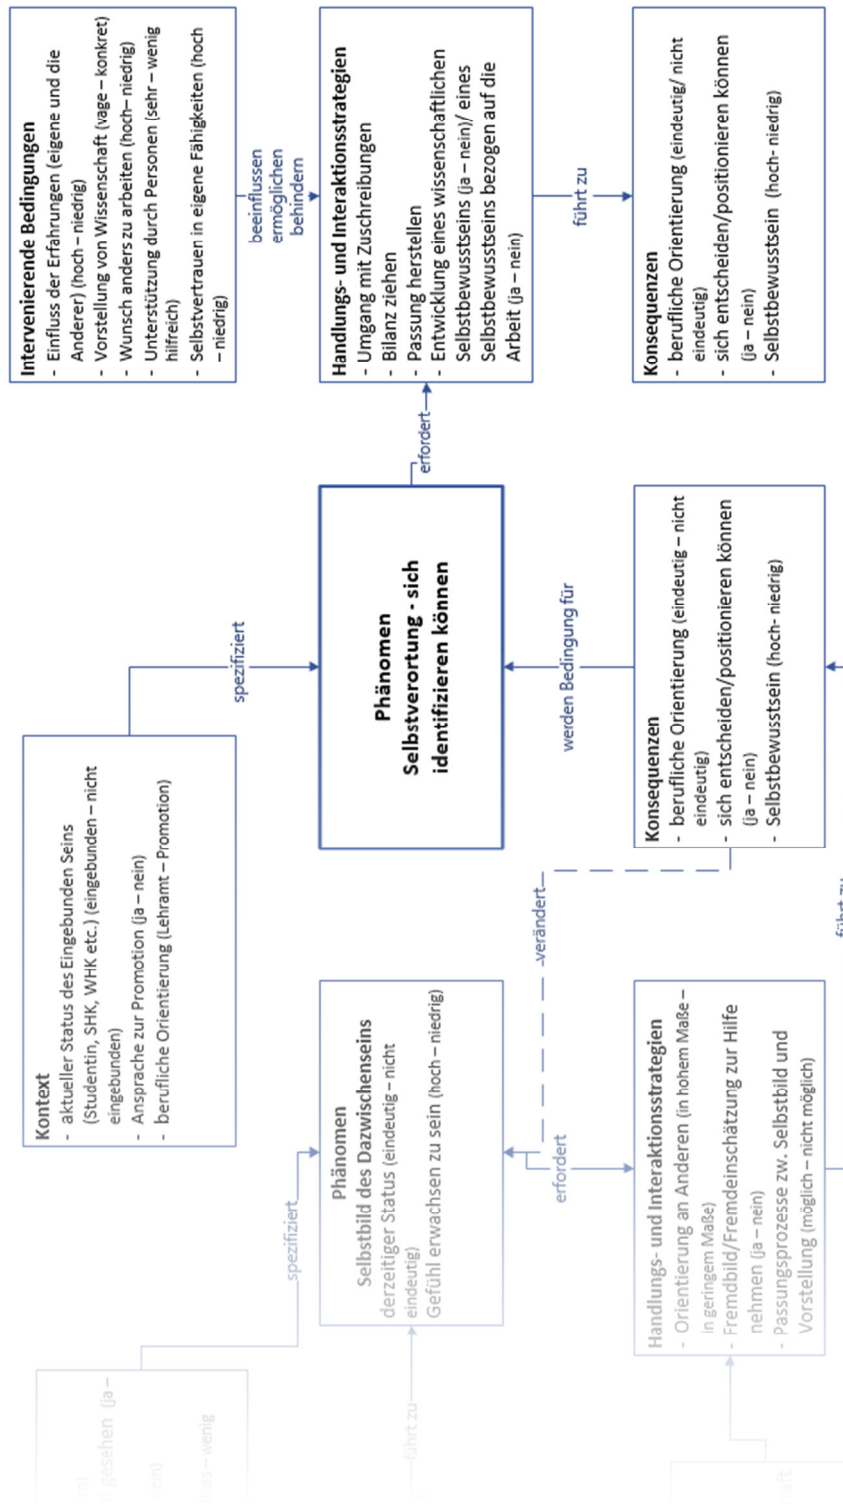 gesehen (ja –
– wenig
Kontext
- aktueller Status des Eingebunden Seins
(Studentin, SHK, WHK etc.) (eingebunden – nicht
eingebunden)
- Ansprache zur Promotion (ja – nein)
- berufliche Orientierung (Lehramt – Promotion)
Intervenierende Bedingungen
- Einfluss der Erfahrungen (eigene und die
Anderer) (hoch – niedrig)
- Vorstellung von Wissenschaft (vage – konkret)
- Wunsch anders zu arbeiten (hoch– niedrig)
- Unterstützung durch Personen (sehr – wenig
hilfreich)
- Selbstvertrauen in eigene Fähigkeiten (hoch
– niedrig)
spezifiziert
spezifiziert
beeinflussen
ermöglichen
behindern
führt zu
Phänomen
Selbstbild des Dazwischenseins
derzeitiger Status (eindeutig – nicht
eindeutig)
Gefühl erwachsen zu sein (hoch – niedrig)
Phänomen
Selbstverortung - sich
identifizieren können
erfordert
Handlungs- und Interaktionsstrategien
- Umgang mit Zuschreibungen
- Bilanz ziehen
- Passung herstellen
- Entwicklung eines wissenschaftlichen
Selbstbewusstseins (ja – nein)/ eines
Selbstbewusstseins bezogen auf die
Arbeit (ja – nein)
erfordert
verändert
werden Bedingung für
führt zu
Handlungs- und Interaktionsstrategien
- Orientierung an Anderen (in hohem Maße –
in geringem Maße)
- Fremdbild/Fremdeinschätzung zur Hilfe
nehmen (ja – nein)
- Passungsprozesse zw. Selbstbild und
Vorstellung (möglich – nicht möglich)
Konsequenzen
- berufliche Orientierung (eindeutig – nicht
eindeutig)
- sich entscheiden/positionieren können
(ja – nein)
- Selbstbewusstsein (hoch- niedrig)
Konsequenzen
- berufliche Orientierung (eindeutig/ nicht
eindeutig)
- sich entscheiden/positionieren können
(ja – nein)
- Selbstbewusstsein (hoch- niedrig)